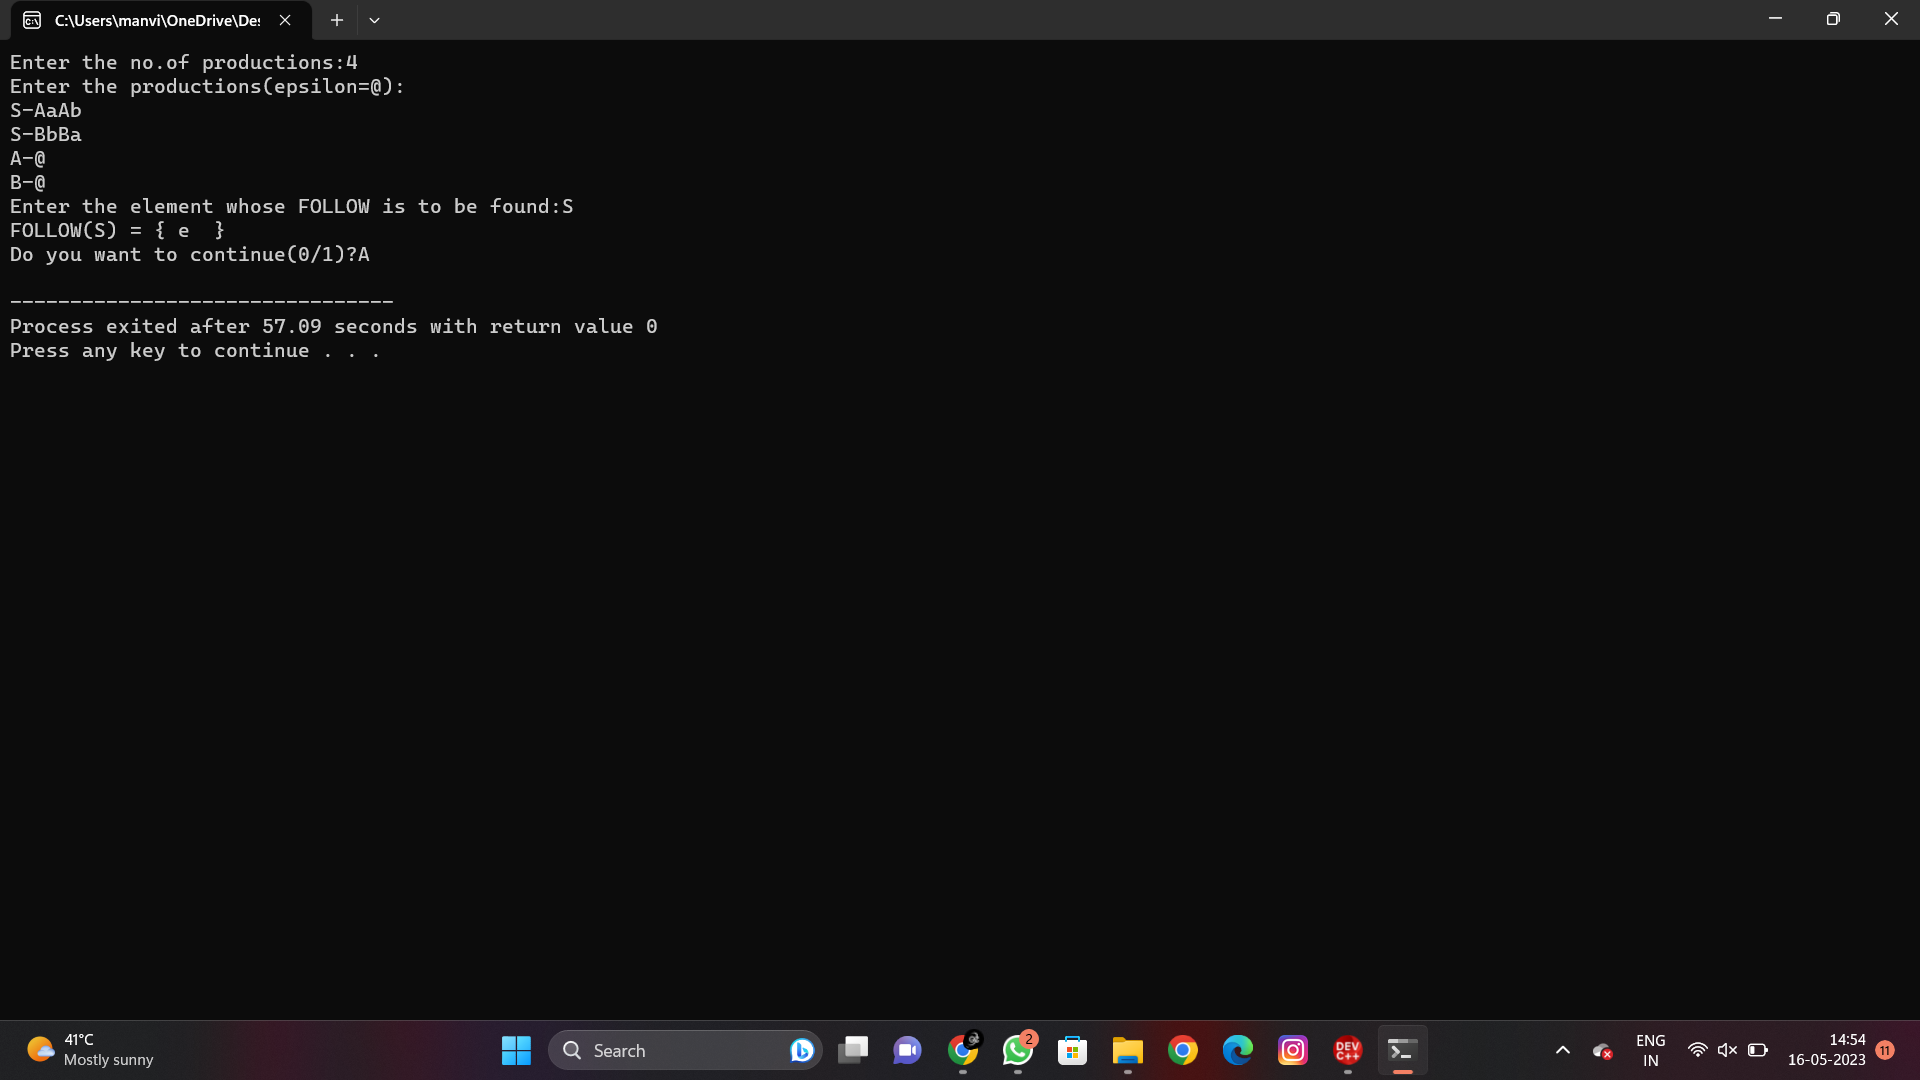 C:\Users\manvi\OneDrive\Des
Enter the no.of productions:4
Enter the productions(epsilon=@):
S-AaAb
S-BbBa
A-@
B-@
Enter the element whose FOLLOW is to be found:S
FOLLOW(S) = { e  }
Do you want to continue(0/1)?A
--------------------------------
Process exited after 57.09 seconds with return value 0
Press any key to continue . . .
41°C
Mostly sunny
Search
2
DEV
C++
ENG
IN
14:54
16-05-2023
11